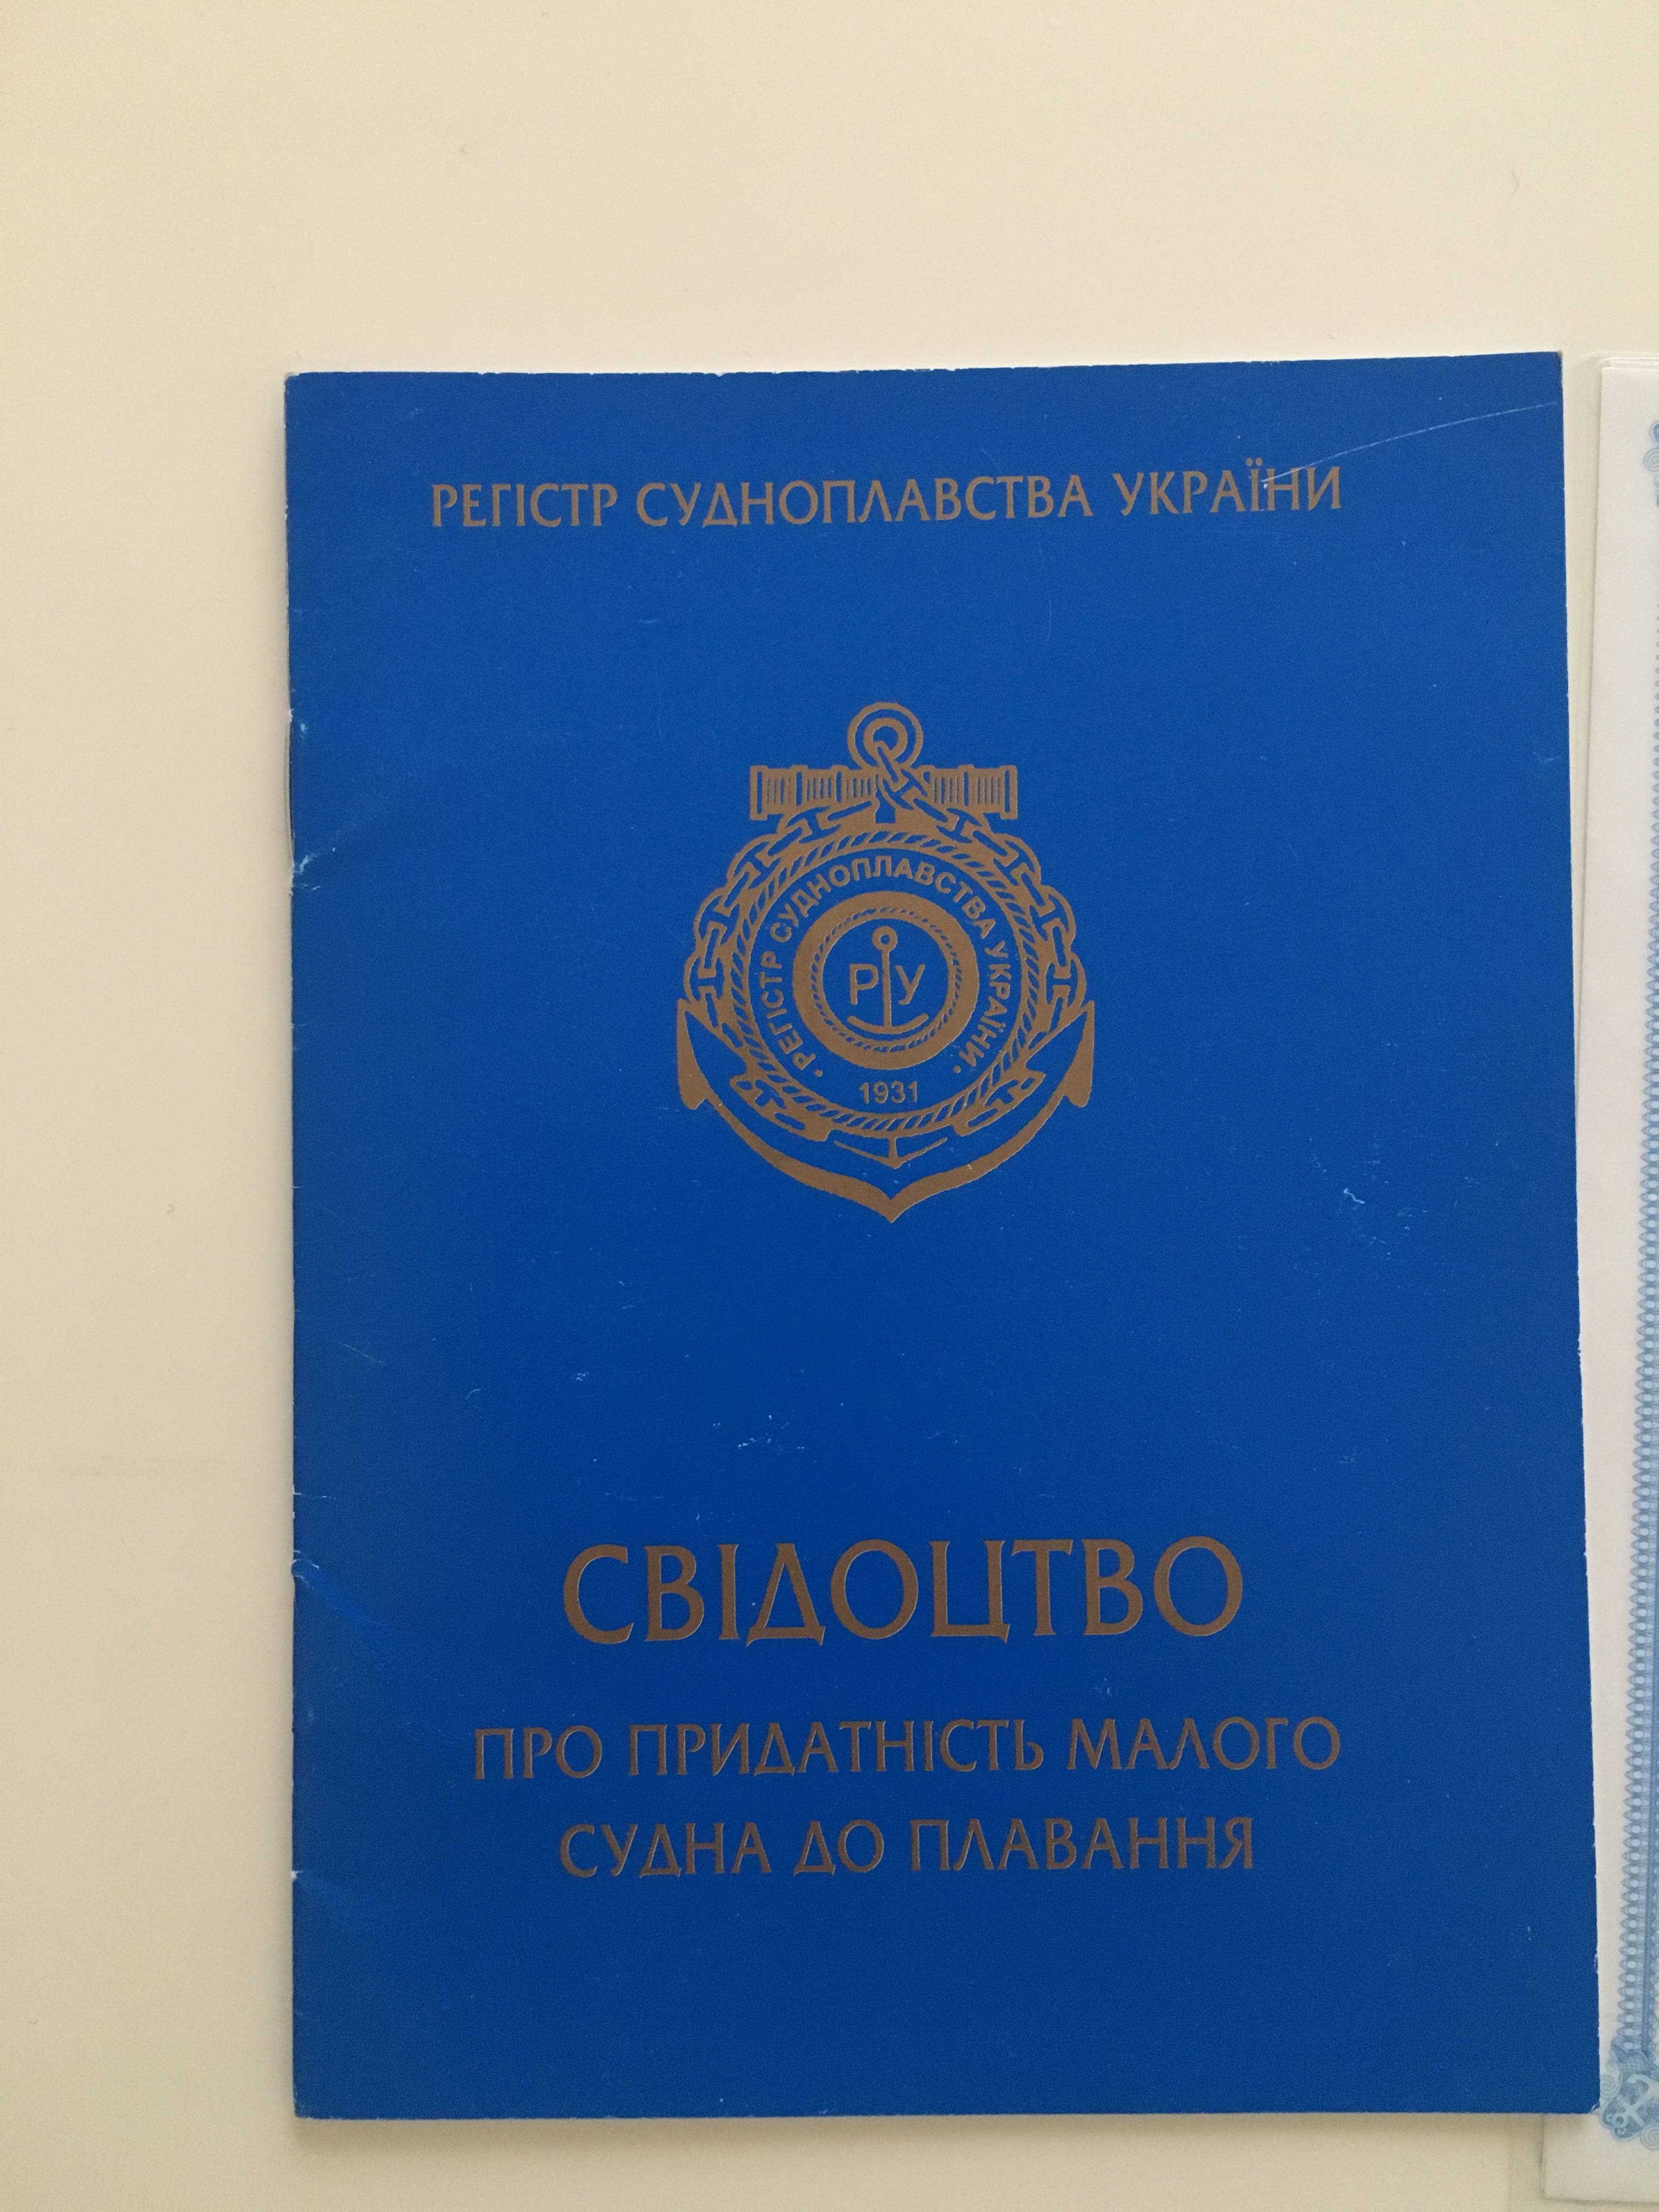 РЕГІСТР СУДНОПЛАВСТВА УКРАЇНИ
· РЕГІСТР СУДНОПЛАВСТВА УКРАЇНИ ·
РУ
1931
СВІДОЦТВО
ПРО ПРИДАТНІСТЬ МАЛОГО
СУДНА ДО ПЛАВАННЯ